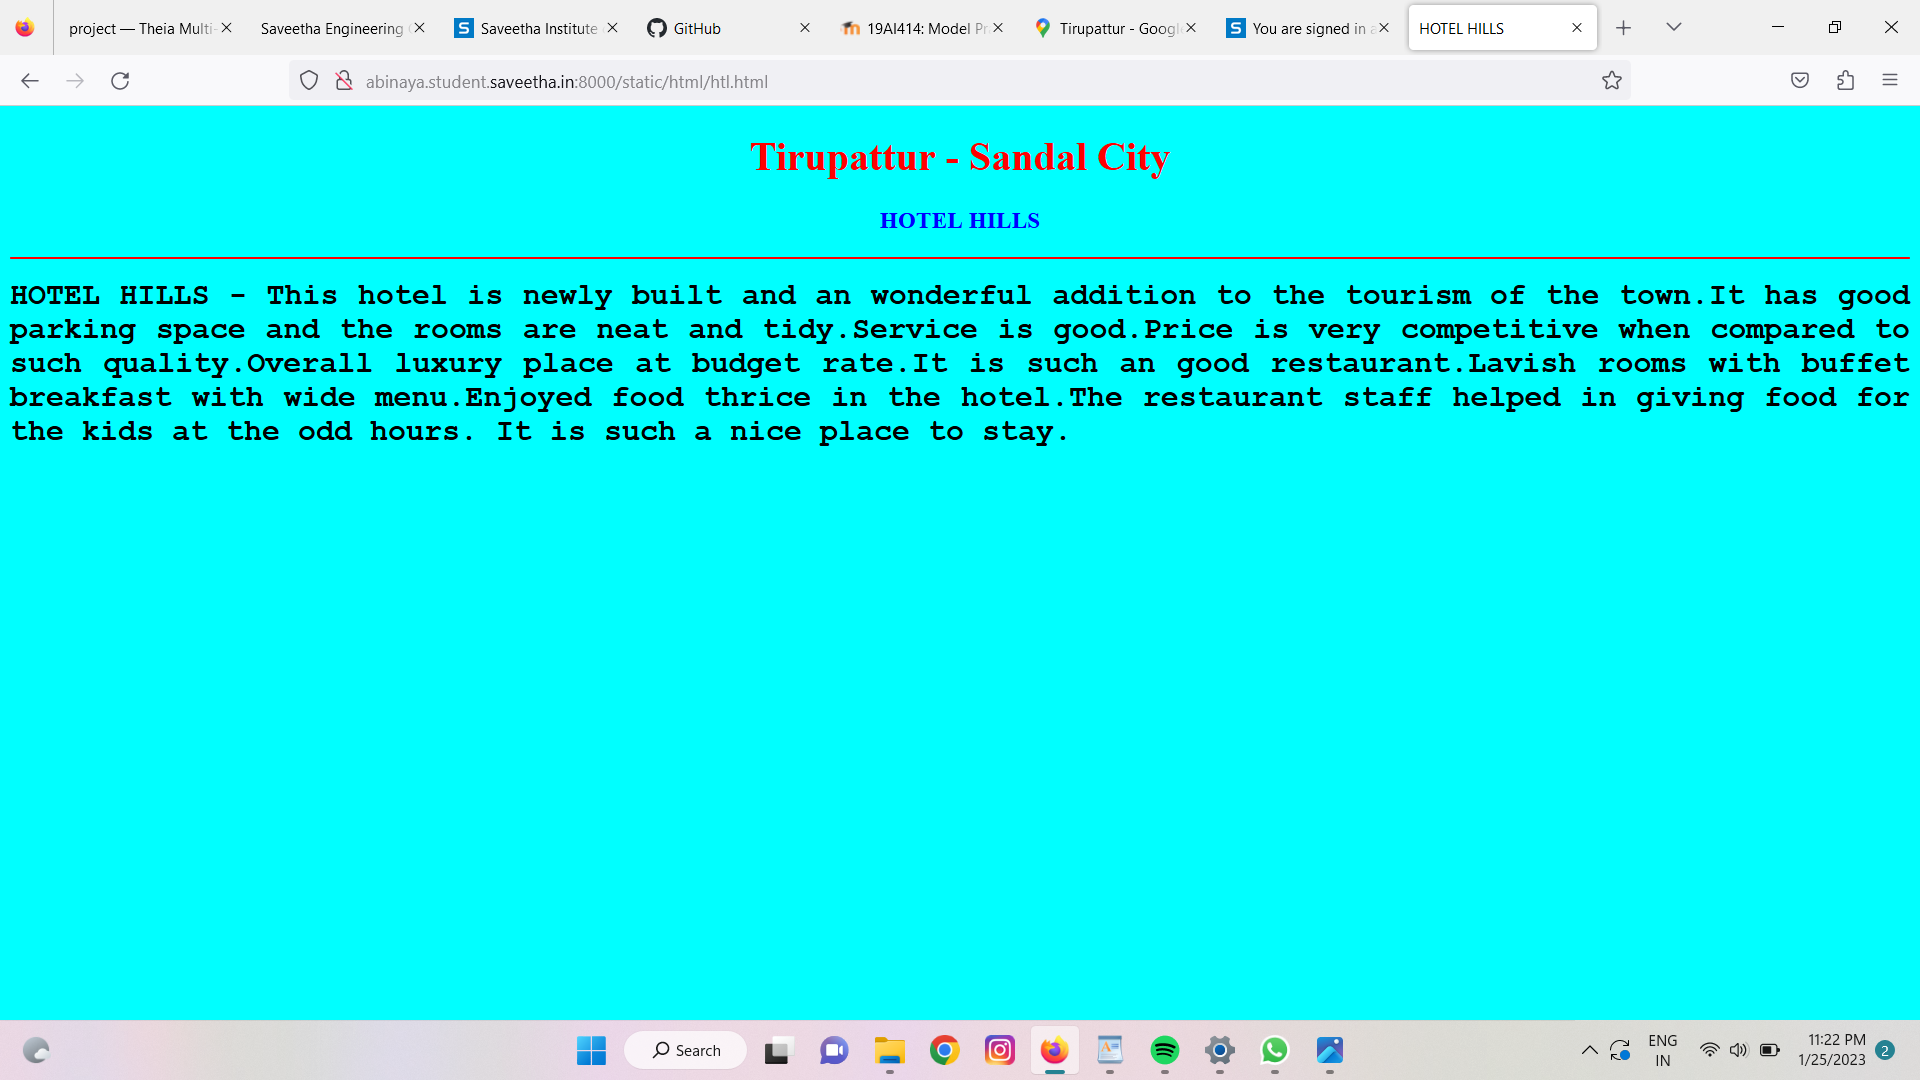 project — Theia Multi-
Saveetha Engineering
Saveetha Institute
GitHub
19AI414: Model Pr
Tirupattur - Googl
You are signed in a
HOTEL HILLS
abinaya.student.saveetha.in:8000/static/html/htl.html
Tirupattur - Sandal City
HOTEL HILLS
HOTEL HILLS - This hotel is newly built and an wonderful addition to the tourism of the town.It has good
parking space and the rooms are neat and tidy.Service is good.Price is very competitive when compared to
such quality.Overall luxury place at budget rate.It is such an good restaurant.Lavish rooms with buffet
breakfast with wide menu.Enjoyed food thrice in the hotel.The restaurant staff helped in giving food for
the kids at the odd hours. It is such a nice place to stay.
Search
ENG
IN
11:22 PM
1/25/2023
2